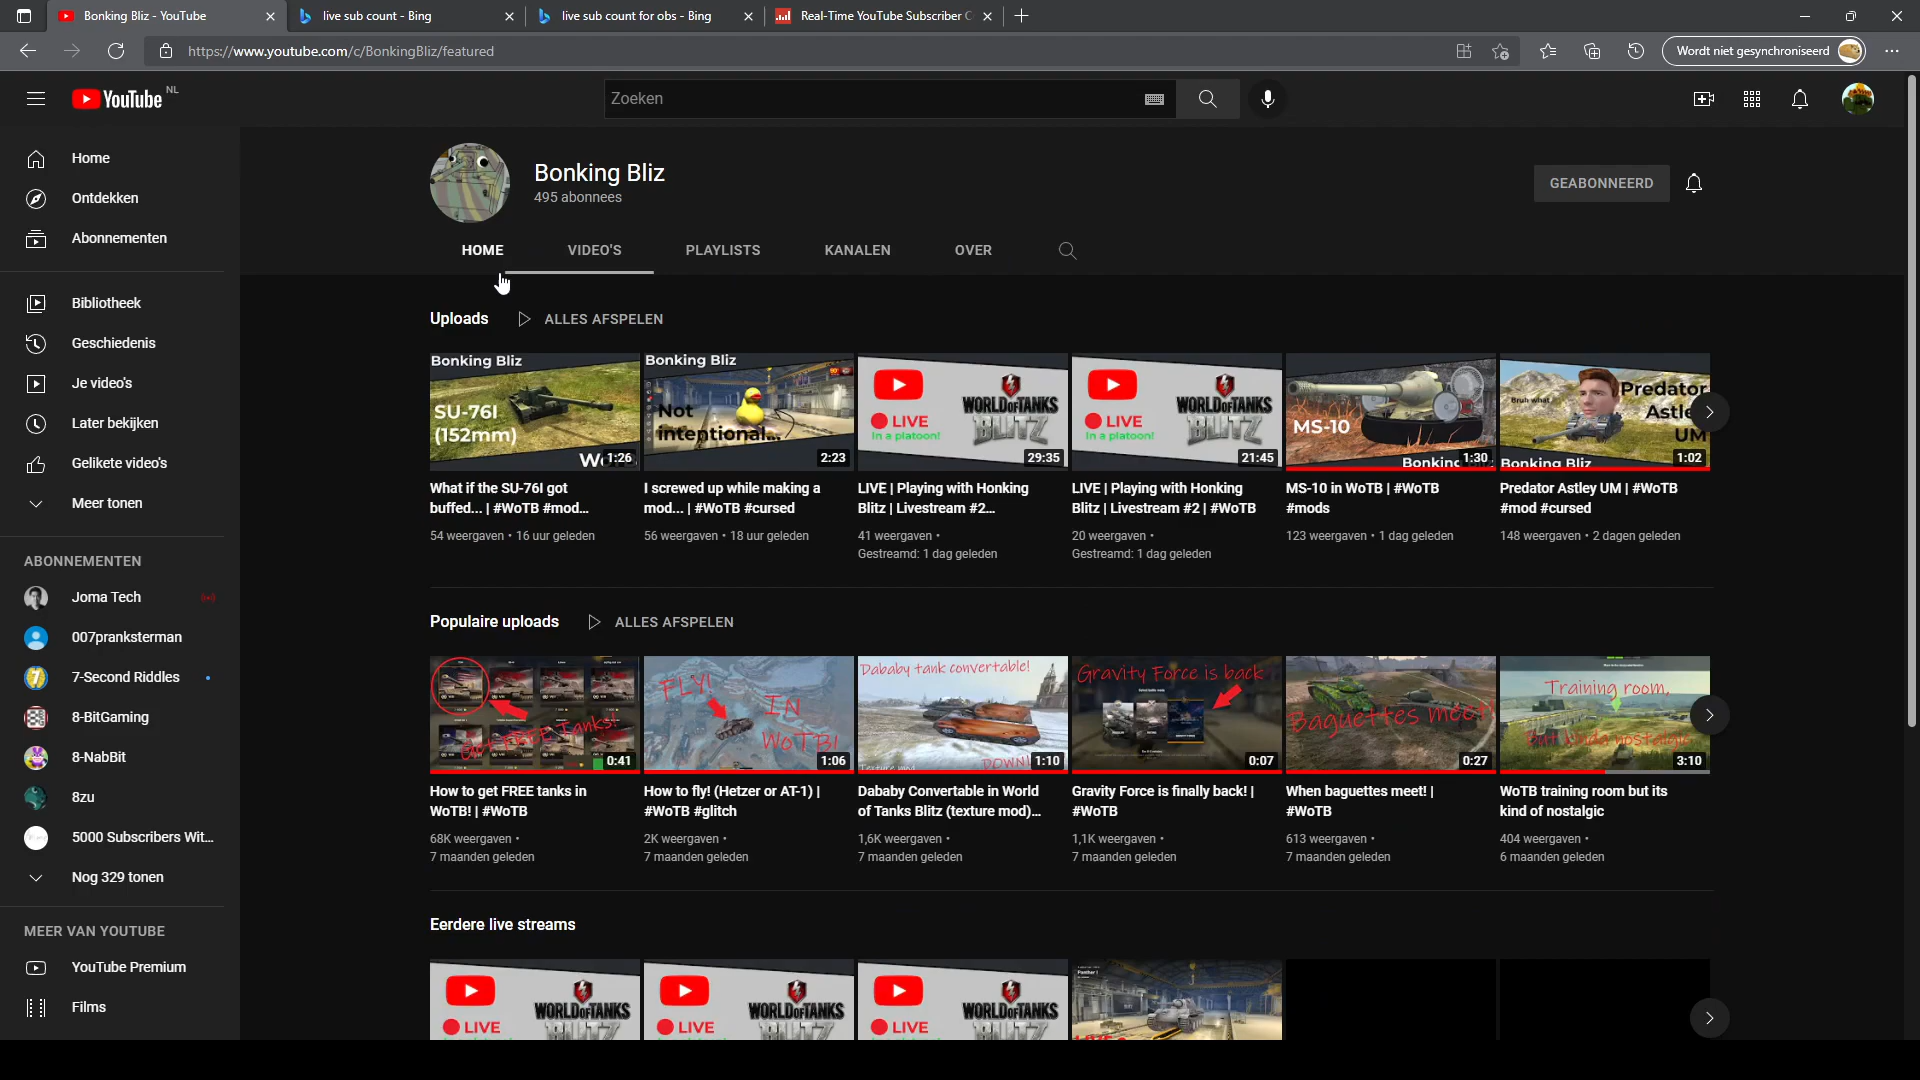 Bonking Bliz - YouTube
live sub count - Bing
live sub count for obs - Bing
Real-Time YouTube Subscriber C
https://www.youtube.com/c/BonkingBliz/featured
Wordt niet gesynchroniseerd
YouTube NL
Zoeken
Home
Ontdekken
Abonnementen
Bibliotheek
Geschiedenis
Je video's
Later bekijken
Gelikete video's
Meer tonen
ABONNEMENTEN
Joma Tech
007pranksterman
7-Second Riddles
8-BitGaming
8-NabBit
8zu
5000 Subscribers Wit...
Nog 329 tonen
MEER VAN YOUTUBE
YouTube Premium
Films
Bonking Bliz
495 abonnees
GEABONNEERD
HOME
VIDEO'S
PLAYLISTS
KANALEN
OVER
Uploads
ALLES AFSPELEN
Bonking Bliz
SU-76I
(152mm)
1:26
Bonking Bliz
Not
intentional...
2:23
LIVE
In a platoon!
WORLD OF TANKS
BLITZ
29:35
LIVE
In a platoon!
WORLD OF TANKS
BLITZ
21:45
MS-10
1:30
Bruh what
Predator
Astle
UM
Bonking Bliz
1:02
What if the SU-76I got
buffed... | #WoTB #mod...
54 weergaven • 16 uur geleden
I screwed up while making a
mod... | #WoTB #cursed
56 weergaven • 18 uur geleden
LIVE | Playing with Honking
Blitz | Livestream #2...
41 weergaven •
Gestreamd: 1 dag geleden
LIVE | Playing with Honking
Blitz | Livestream #2 | #WoTB
20 weergaven •
Gestreamd: 1 dag geleden
MS-10 in WoTB | #WoTB
#mods
123 weergaven • 1 dag geleden
Predator Astley UM | #WoTB
#mod #cursed
148 weergaven • 2 dagen geleden
Populaire uploads
ALLES AFSPELEN
Got FREE Tanks!
0:41
FLY!
IN
WoTB!
1:06
Dababy tank convertable!
DOWN
1:10
Gravity Force is back
0:07
Baguettes meet!
0:27
Training room,
But kinda nostalgic
3:10
How to get FREE tanks in
WoTB! | #WoTB
68K weergaven •
7 maanden geleden
How to fly! (Hetzer or AT-1) |
#WoTB #glitch
2K weergaven •
7 maanden geleden
Dababy Convertable in World
of Tanks Blitz (texture mod)...
1,6K weergaven •
7 maanden geleden
Gravity Force is finally back! |
#WoTB
1,1K weergaven •
7 maanden geleden
When baguettes meet! |
#WoTB
613 weergaven •
7 maanden geleden
WoTB training room but its
kind of nostalgic
404 weergaven •
6 maanden geleden
Eerdere live streams
LIVE
WORLD OF TANKS
BLITZ
LIVE
WORLD OF TANKS
BLITZ
LIVE
WORLD OF TANKS
BLITZ